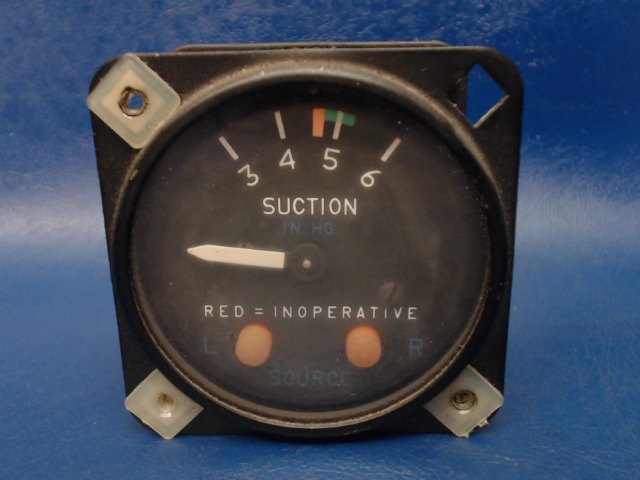 3 4 5 6
SUCTION
IN. HG.
RED = INOPERATIVE
L R
SOURCE